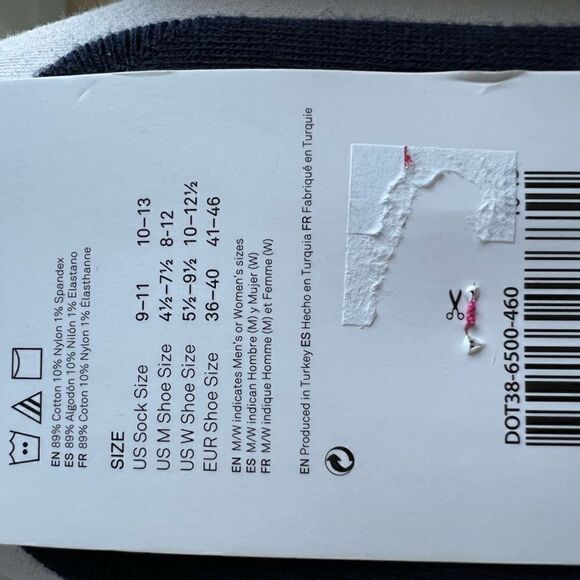 EN 89% Cotton 10% Nylon 1% Spandex
ES 89% Algodón 10% Nilón 1% Elastano
FR 89% Cotton 10% Nylon 1% Élasthanne
SIZE
US Sock Size 9-11 10-13
US M Shoe Size 4½-7½ 8-12
US W Shoe Size 5½-9½ 10-12½
EUR Shoe Size 36-40 41-46
EN M/W indicates Men's or Women's sizes
ES M/W indican Hombre (M) y Mujer (W)
FR M/W indique Homme (M) et Femme (W)
EN Produced in Turkey ES Hecho en Turquia FR Fabriqué en Turquie
DOT38-6500-460